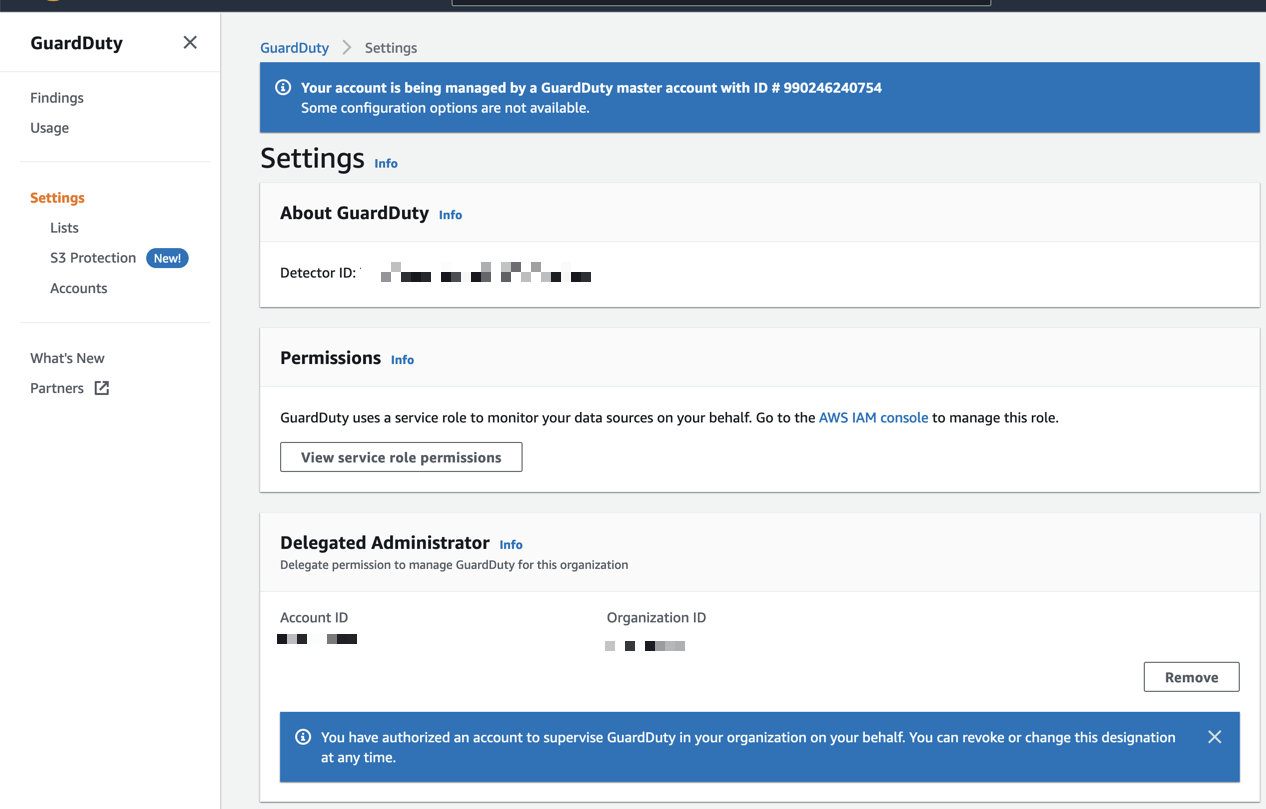 GuardDuty
Findings
Usage
Settings
Lists
S3 Protection New!
Accounts
What's New
Partners
GuardDuty Settings
Your account is being managed by a GuardDuty master account with ID # 990246240754
Some configuration options are not available.
Settings Info
About GuardDuty Info
Detector ID:
Permissions Info
GuardDuty uses a service role to monitor your data sources on your behalf. Go to the AWS IAM console to manage this role.
View service role permissions
Delegated Administrator Info
Delegate permission to manage GuardDuty for this organization
Account ID Organization ID
Remove
You have authorized an account to supervise GuardDuty in your organization on your behalf. You can revoke or change this designation
at any time.